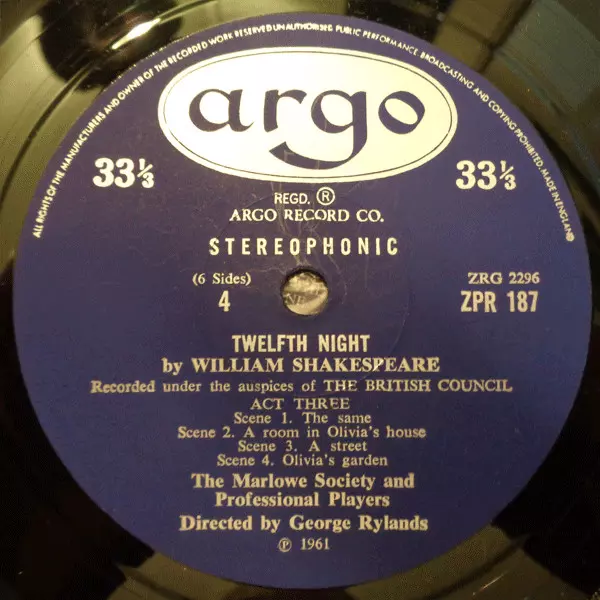 ALL RIGHTS OF THE MANUFACTURERS AND OWNER OF THE RECORDED WORK RESERVED UNAUTHORISED PUBLIC PERFORMANCE, BROADCASTING AND COPYING PROHIBITED, MADE IN ENGLAND
argo
33⅓ 33⅓
REGD. ®
ARGO RECORD CO.
STEREOPHONIC
(6 Sides) ZRG 2296
4 ZPR 187
TWELFTH NIGHT
by WILLIAM SHAKESPEARE
Recorded under the auspices of THE BRITISH COUNCIL
ACT THREE
Scene 1. The same
Scene 2. A room in Olivia's house
Scene 3. A street
Scene 4. Olivia's garden
The Marlowe Society and
Professional Players
Directed by George Rylands
℗ 1961